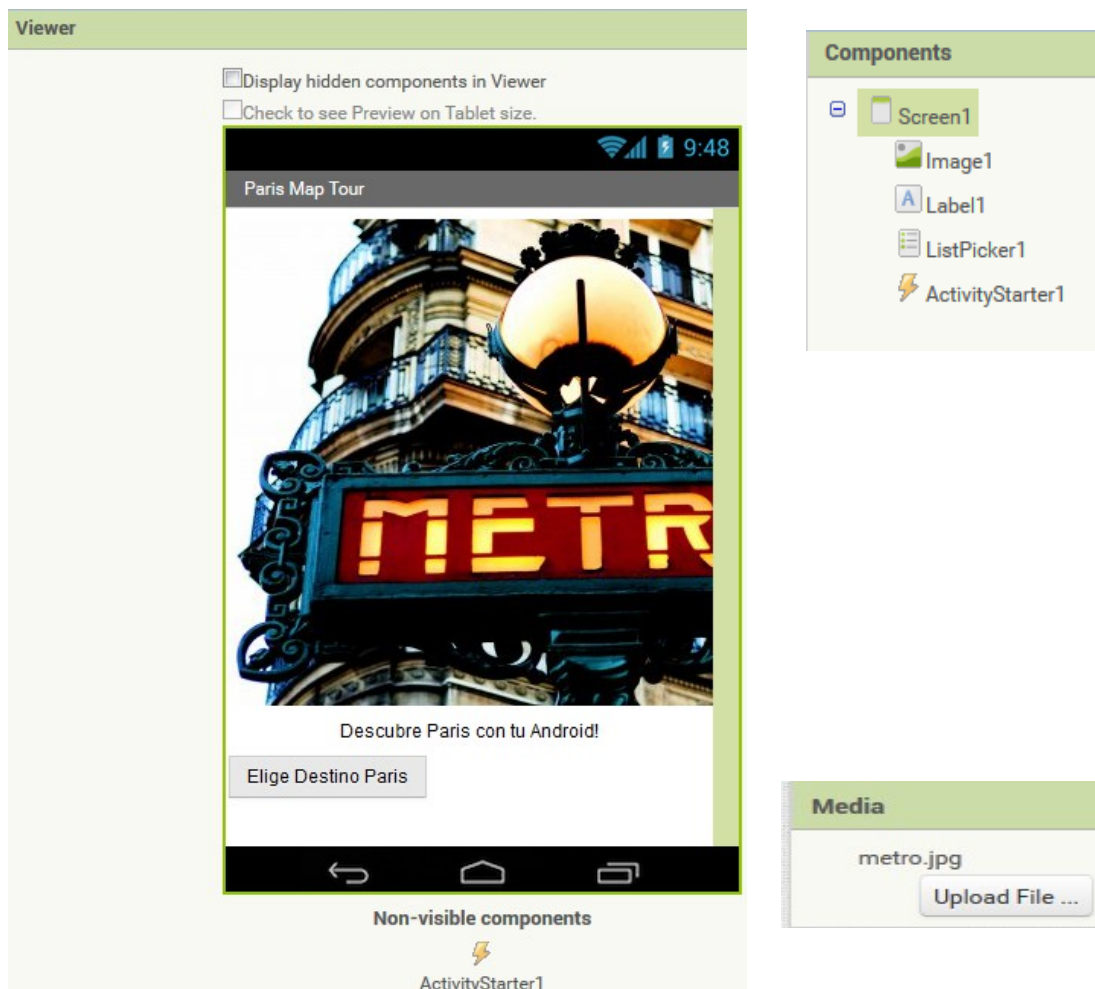 Viewer
Display hidden components in Viewer
Check to see Preview on Tablet size.
9:48
Paris Map Tour
METR
Descubre Paris con tu Android!
Elige Destino Paris
Non-visible components
ActivityStarter1
Components
Screen1
Image1
A Label1
ListPicker1
ActivityStarter1
Media
metro.jpg
Upload File ...